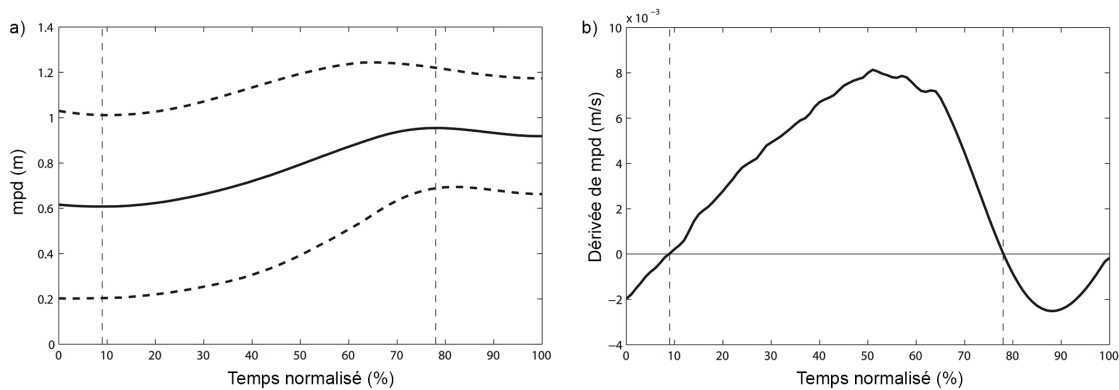 a)
mpd (m)
1.4
1.2
1
0.8
0.6
0.4
0.2
0
0 10 20 30 40 50 60 70 80 90 100
Temps normalisé (%)
b)
x 10⁻³
Dérivée de mpd (m/s)
10
8
6
4
2
0
−2
−4
0 10 20 30 40 50 60 70 80 90 100
Temps normalisé (%)